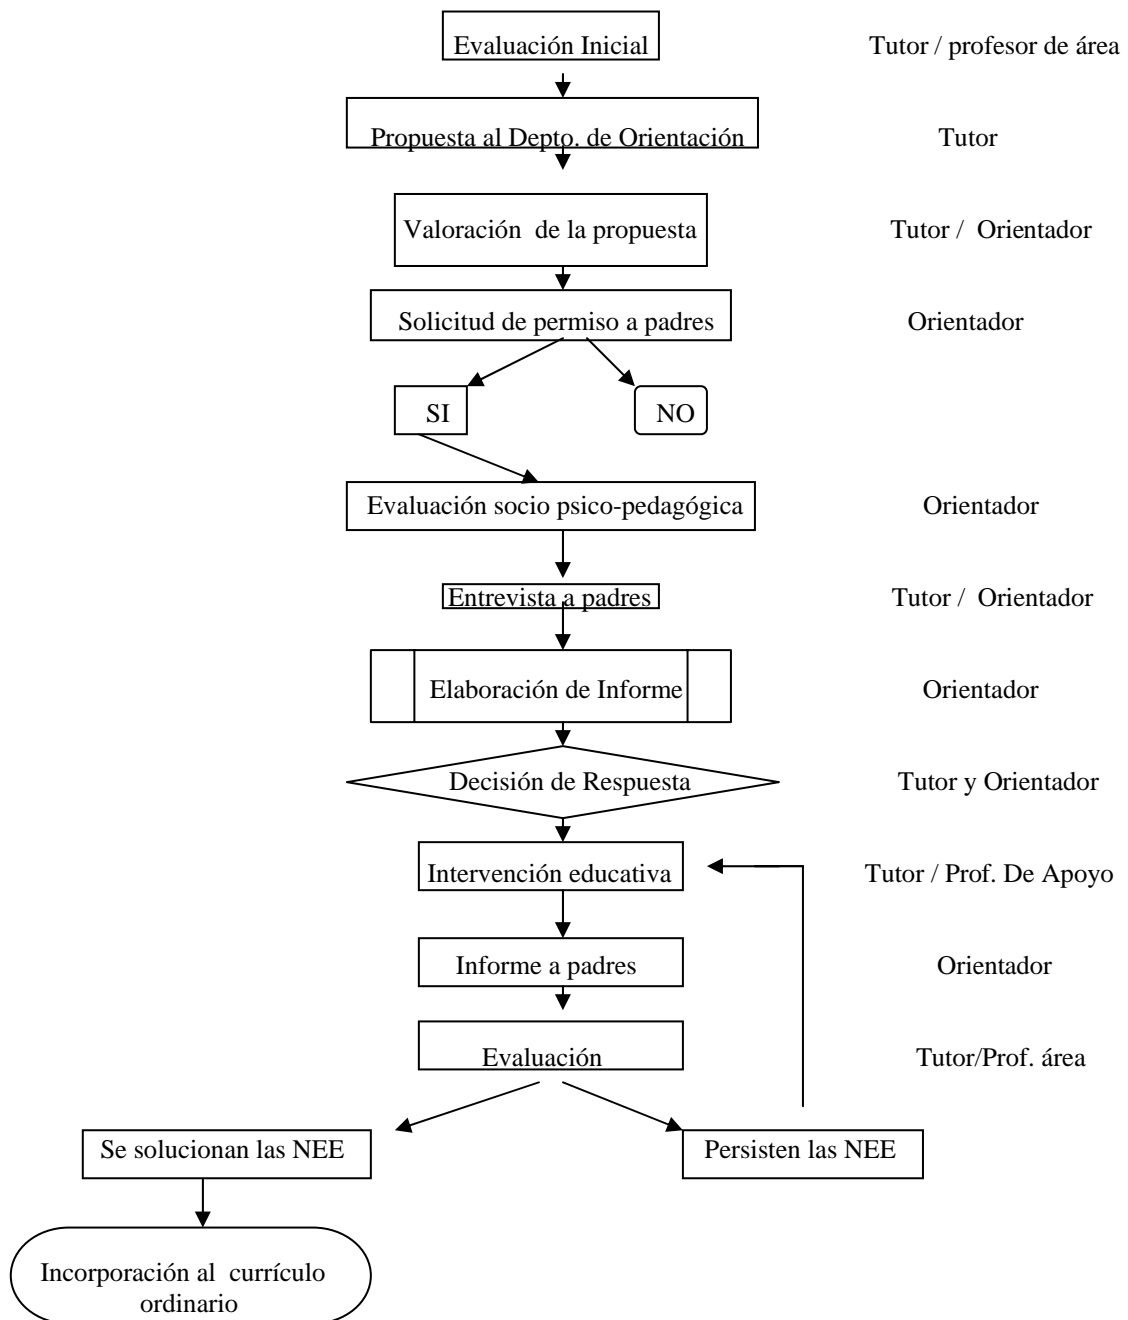 Evaluación Inicial
Tutor / profesor de área
Propuesta al Depto. de Orientación
Tutor
Valoración  de la propuesta
Tutor /  Orientador
Solicitud de permiso a padres
Orientador
SI
NO
Evaluación socio psico-pedagógica
Orientador
Entrevista a padres
Tutor /  Orientador
Elaboración de Informe
Orientador
Decisión de Respuesta
Tutor y Orientador
Intervención educativa
Tutor / Prof. De Apoyo
Informe a padres
Orientador
Evaluación
Tutor/Prof. área
Se solucionan las NEE
Persisten las NEE
Incorporación al  currículo
ordinario